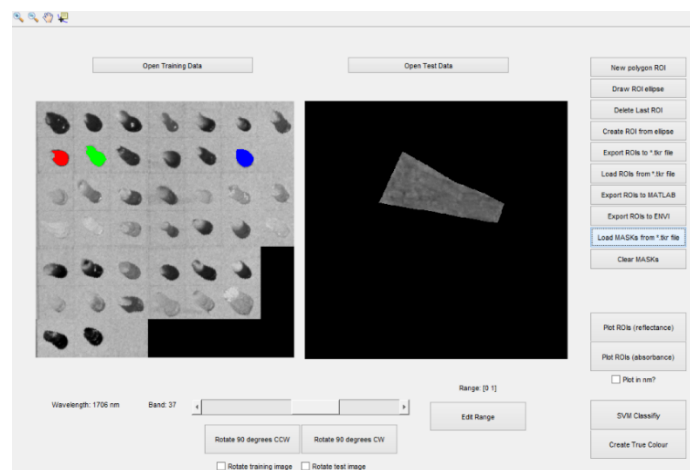 Open Training Data
Open Test Data
New polygon ROI
Draw ROI ellipse
Delete Last ROI
Create ROI from ellipse
Export ROIs to *.tkr file
Load ROIs from *.tkr file
Export ROIs to MATLAB
Export ROIs to ENVI
Load MASKs from *.tkr file
Clear MASKs
Plot ROIs (reflectance)
Plot ROIs (absorbance)
Plot in nm?
Range: [0 1]
Wavelength: 1706 nm
Band: 37
Edit Range
SVM Classifiy
Rotate 90 degrees CCW
Rotate 90 degrees CW
Create True Colour
Rotate training image
Rotate test image